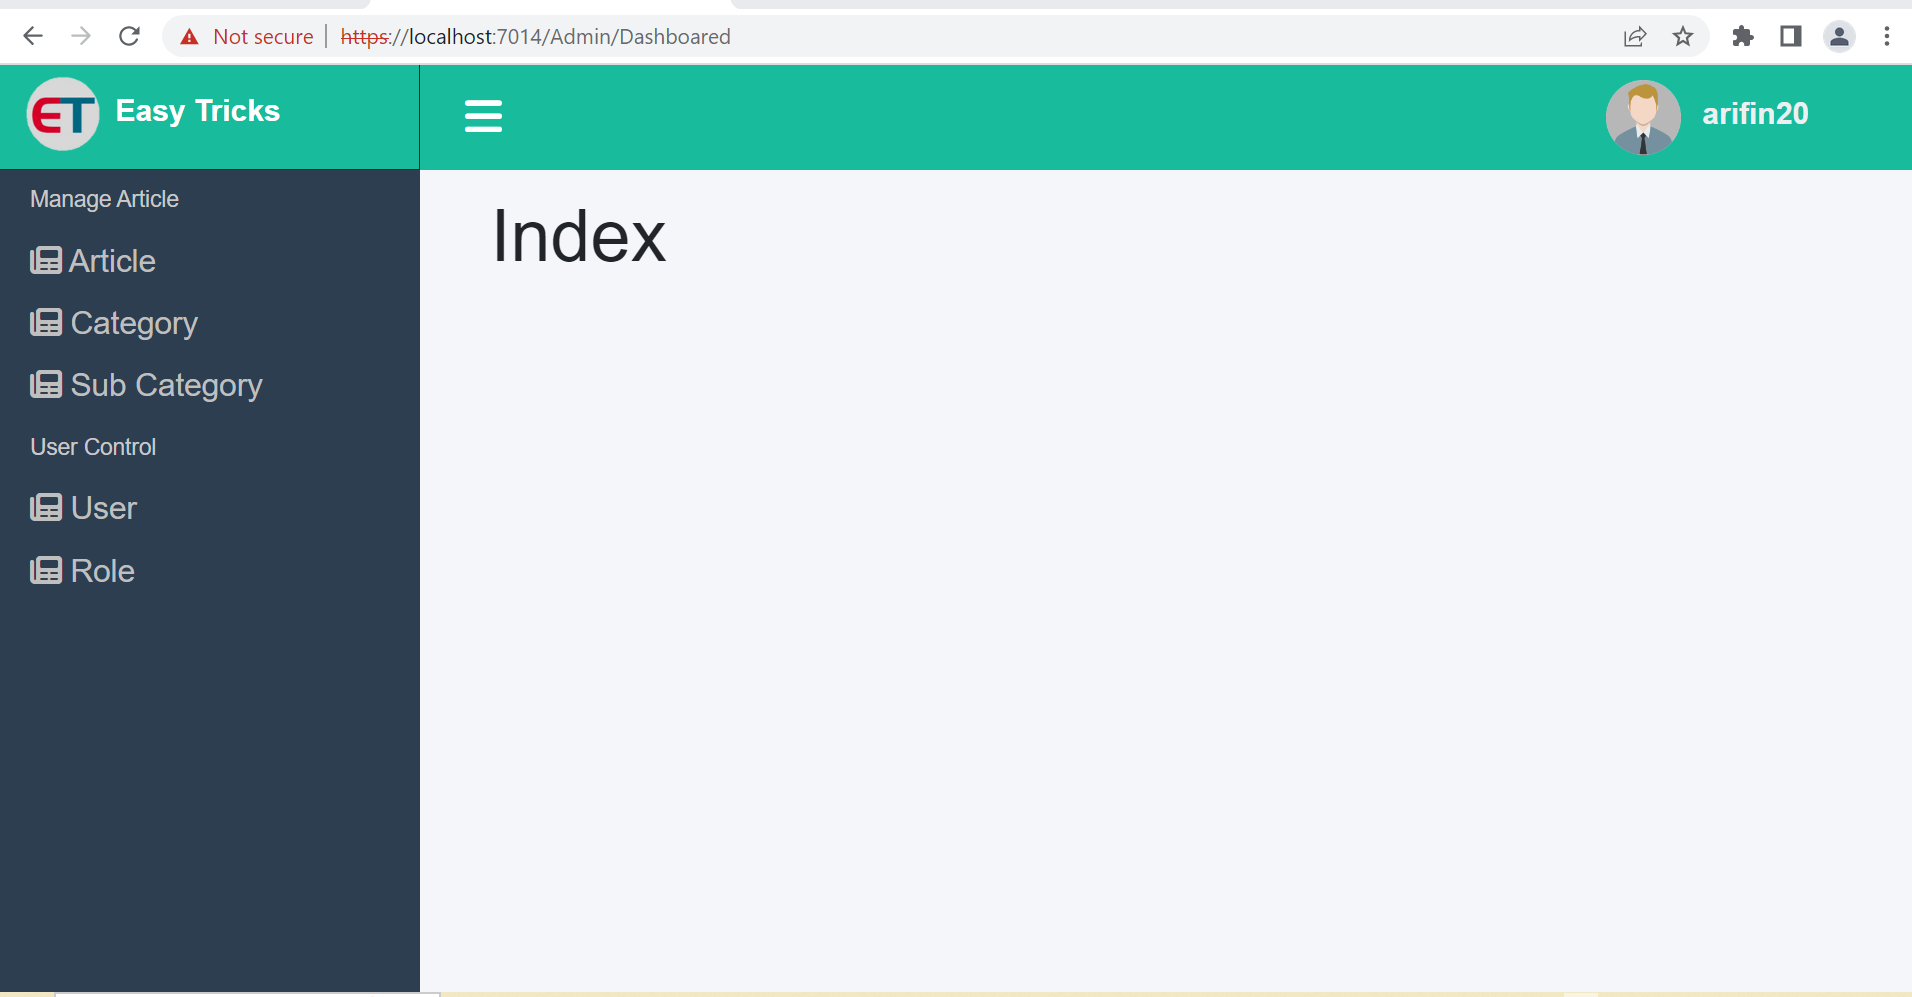 Not secure | https://localhost:7014/Admin/Dashboared
ET Easy Tricks
arifin20
Manage Article
Article
Category
Sub Category
User Control
User
Role
Index